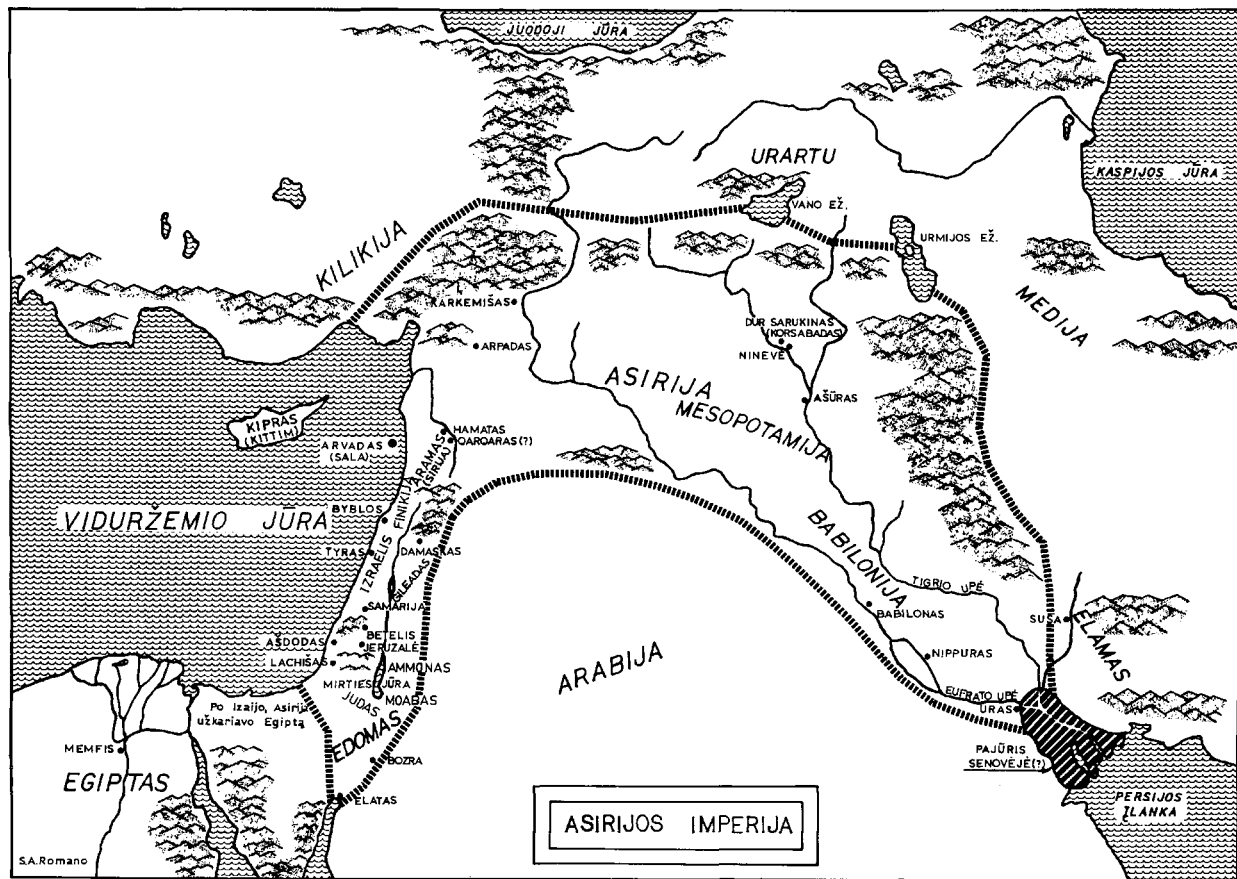 JUODOJI JŪRA
URARTU
KASPIJOS JŪRA
VANO EŽ.
URMIJOS EŽ.
KILIKIJA
MEDIJA
KARKEMIŠAS
DŪR SARUKINAS
(KORSABADAS)
NINEVĖ
ARPADAS
ASIRIJA
MESOPOTAMIJA
AŠŪRAS
KIPRAS
(KITTIM)
ARVADAS
(SALA)
HAMATAS
QARQARAS(?)
ARAMAS
(SIRIJA)
FINIKIJA
BYBLOS
VIDURŽEMIO JŪRA
TYRAS
DAMASKAS
IZRAELIS
GILEADAS
BABILONIJA
TIGRIO UPĖ
SAMARIJA
BABILONAS
SUSA
ELAMAS
AŠDODAS
BETELIS
JERUZALĖ
LACHIŠAS
AMMONAS
NIPPURAS
ARABIJA
MIRTIES JŪRA
MOABAS
JUDAS
EUFRATO UPĖ
ŪRAS
Po Izaijo, Asirija
užkariavo Egiptą
EDOMAS
MEMFIS
BOZRA
PAJŪRIS
SENOVĖJĖ(?)
EGIPTAS
ELATAS
PERSIJOS
ĮLANKA
ASIRIJOS IMPERIJA
S.A.Romano